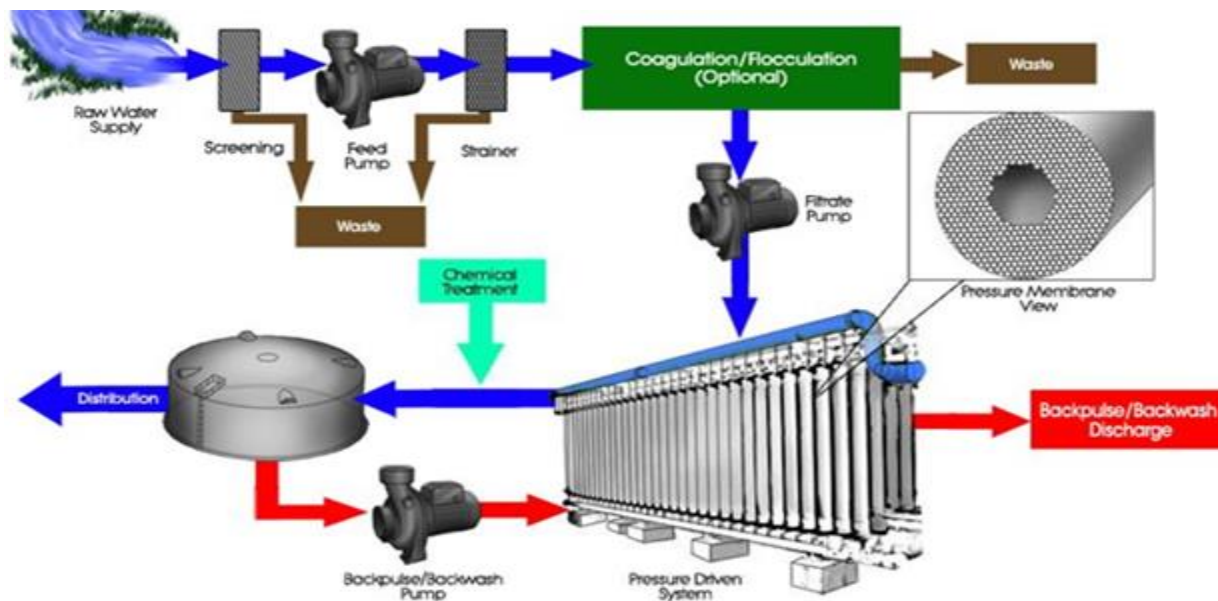 Raw Water
Supply
Screening
Feed
Pump
Strainer
Coagulation/Flocculation
(Optional)
Waste
Waste
Filtrate
Pump
Pressure Membrane
View
Chemical
Treatment
Distribution
Backpulse/Backwash
Discharge
Backpulse/Backwash
Pump
Pressure Driven
System